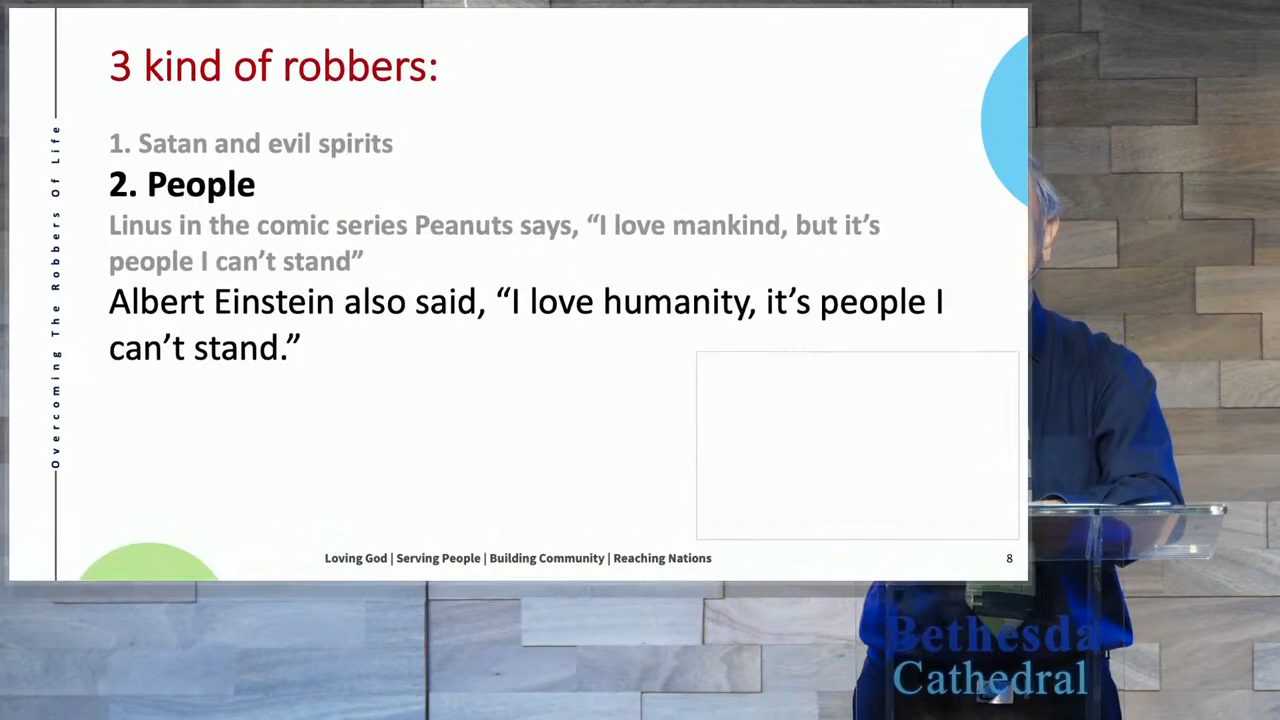 3 kind of robbers:
1. Satan and evil spirits
2. People
Linus in the comic series Peanuts says, “I love mankind, but it’s
people I can’t stand”
Albert Einstein also said, “I love humanity, it’s people I
can’t stand.”
Overcoming The Robbers Of Life
Loving God | Serving People | Building Community | Reaching Nations
8
Bethesda
Cathedral